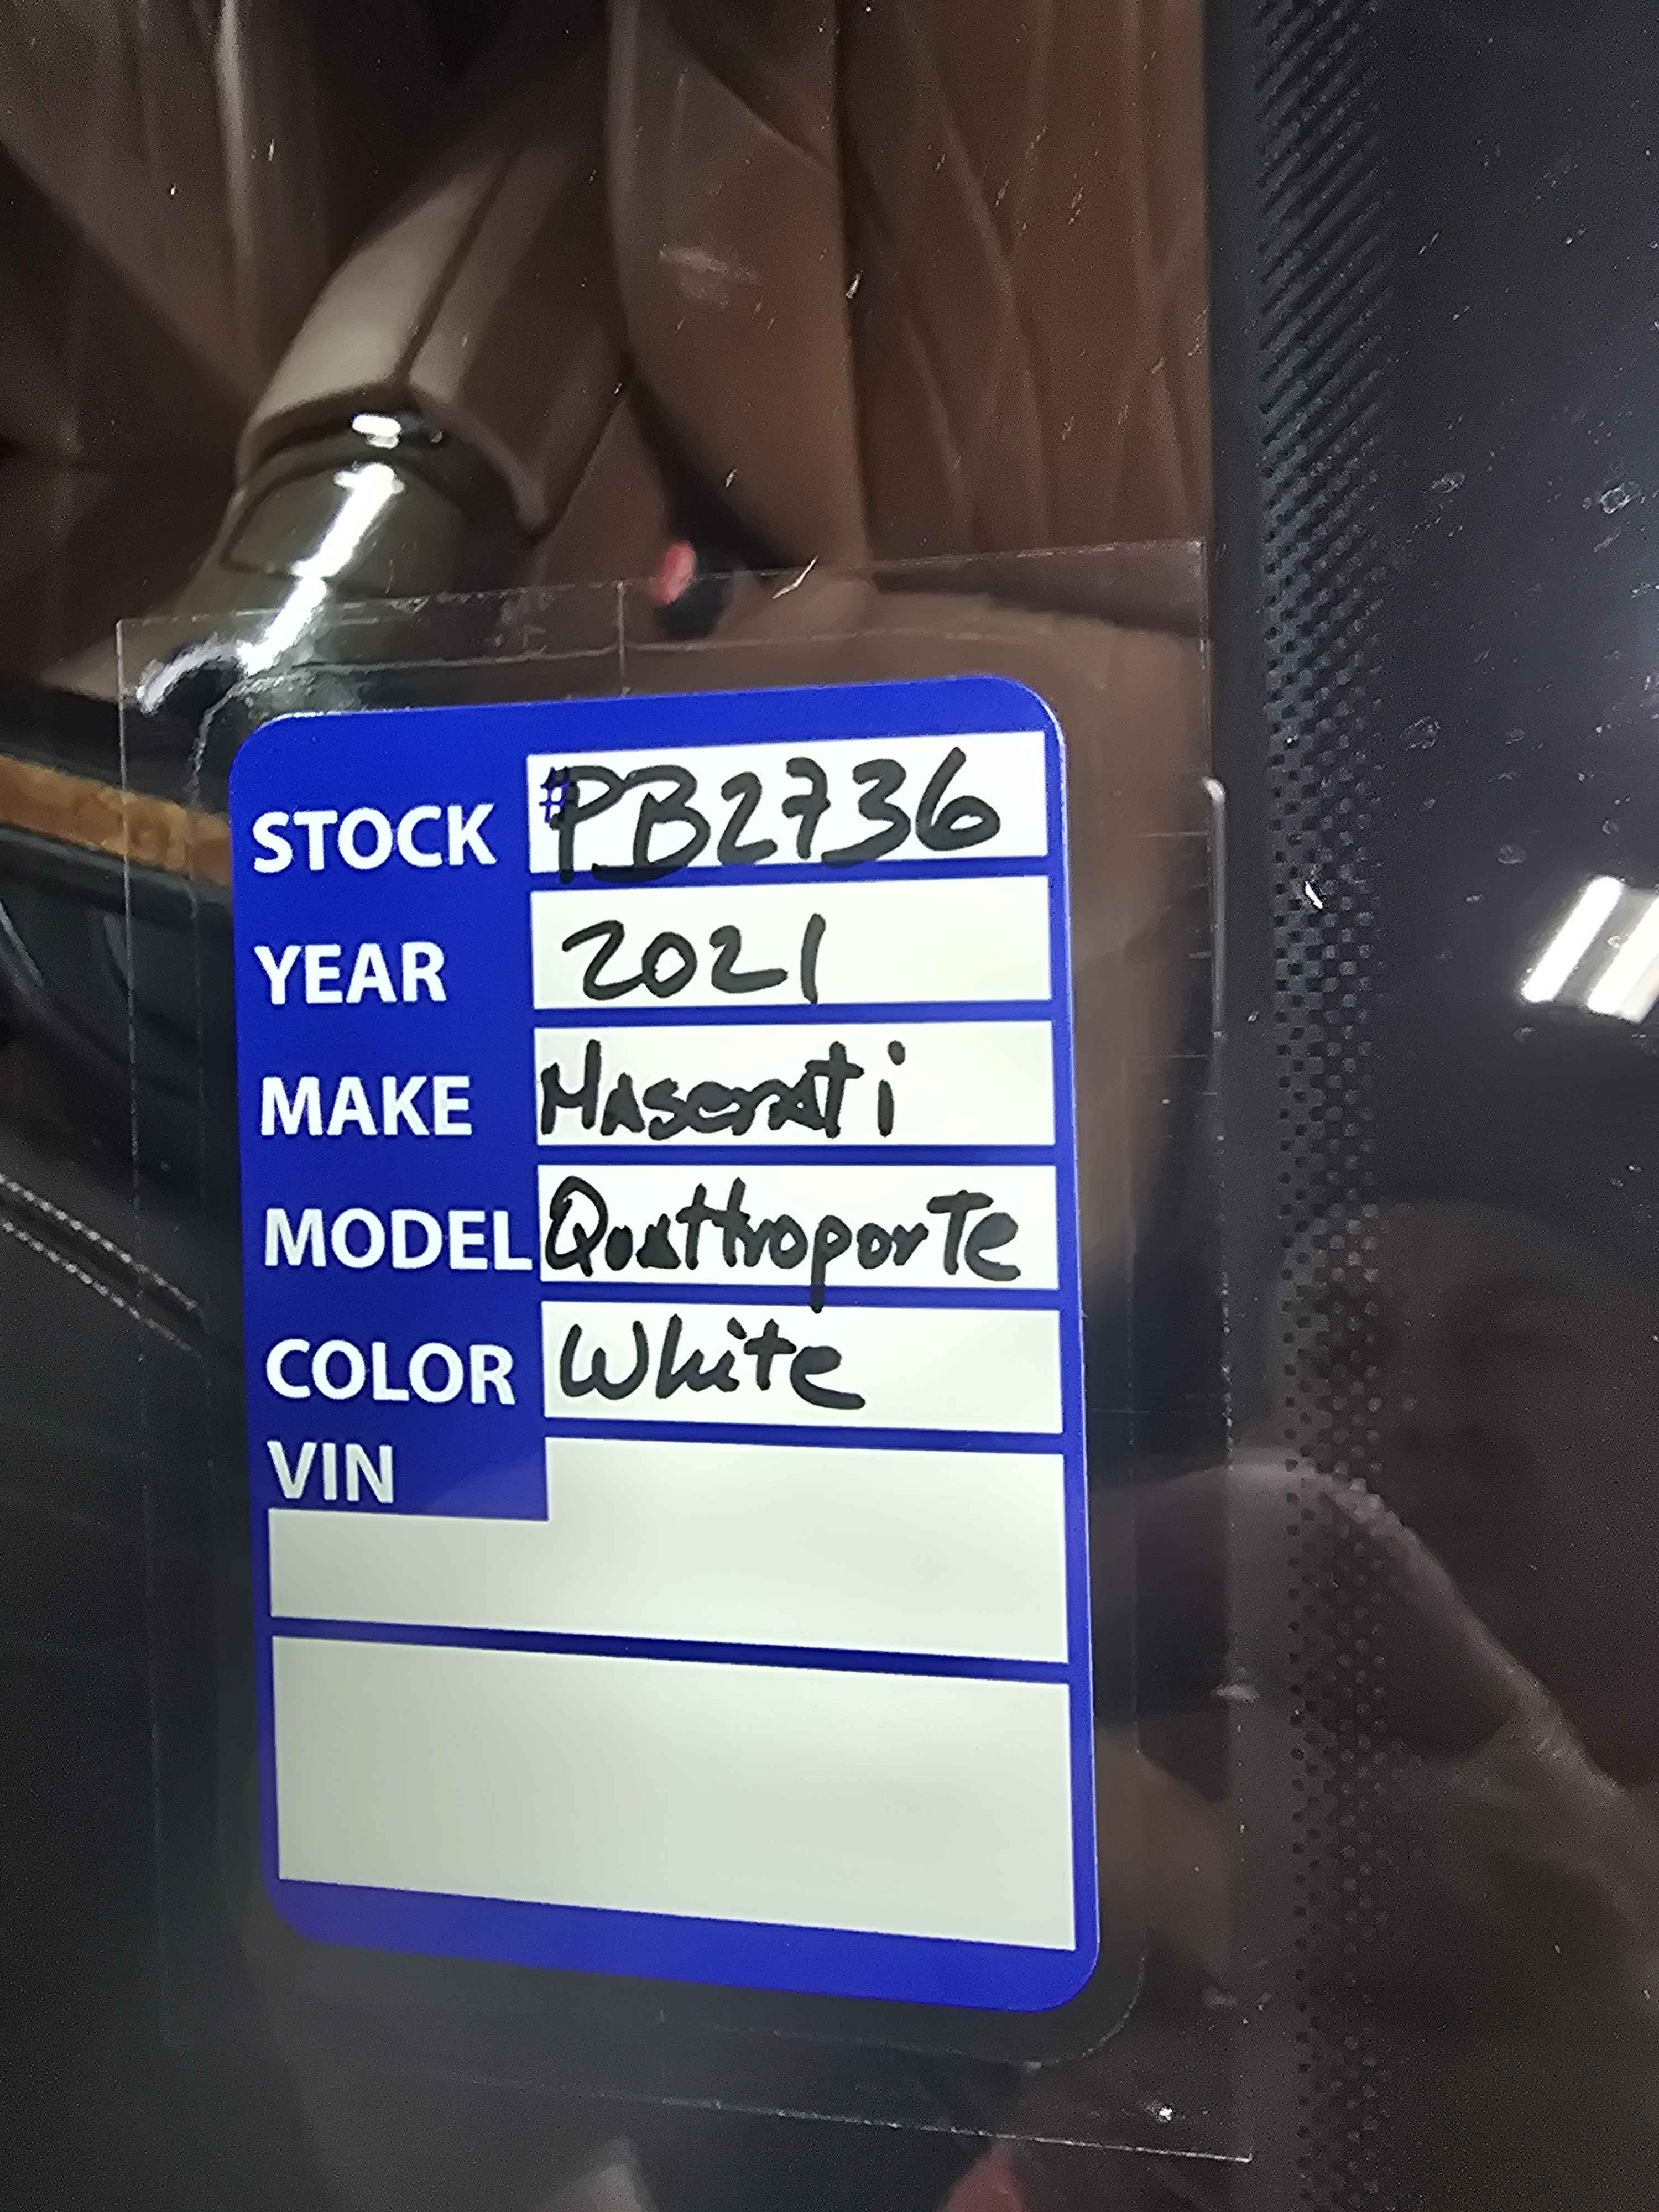 STOCK #PB2736
YEAR 2021
MAKE Maserati
MODEL Quattroporte
COLOR White
VIN